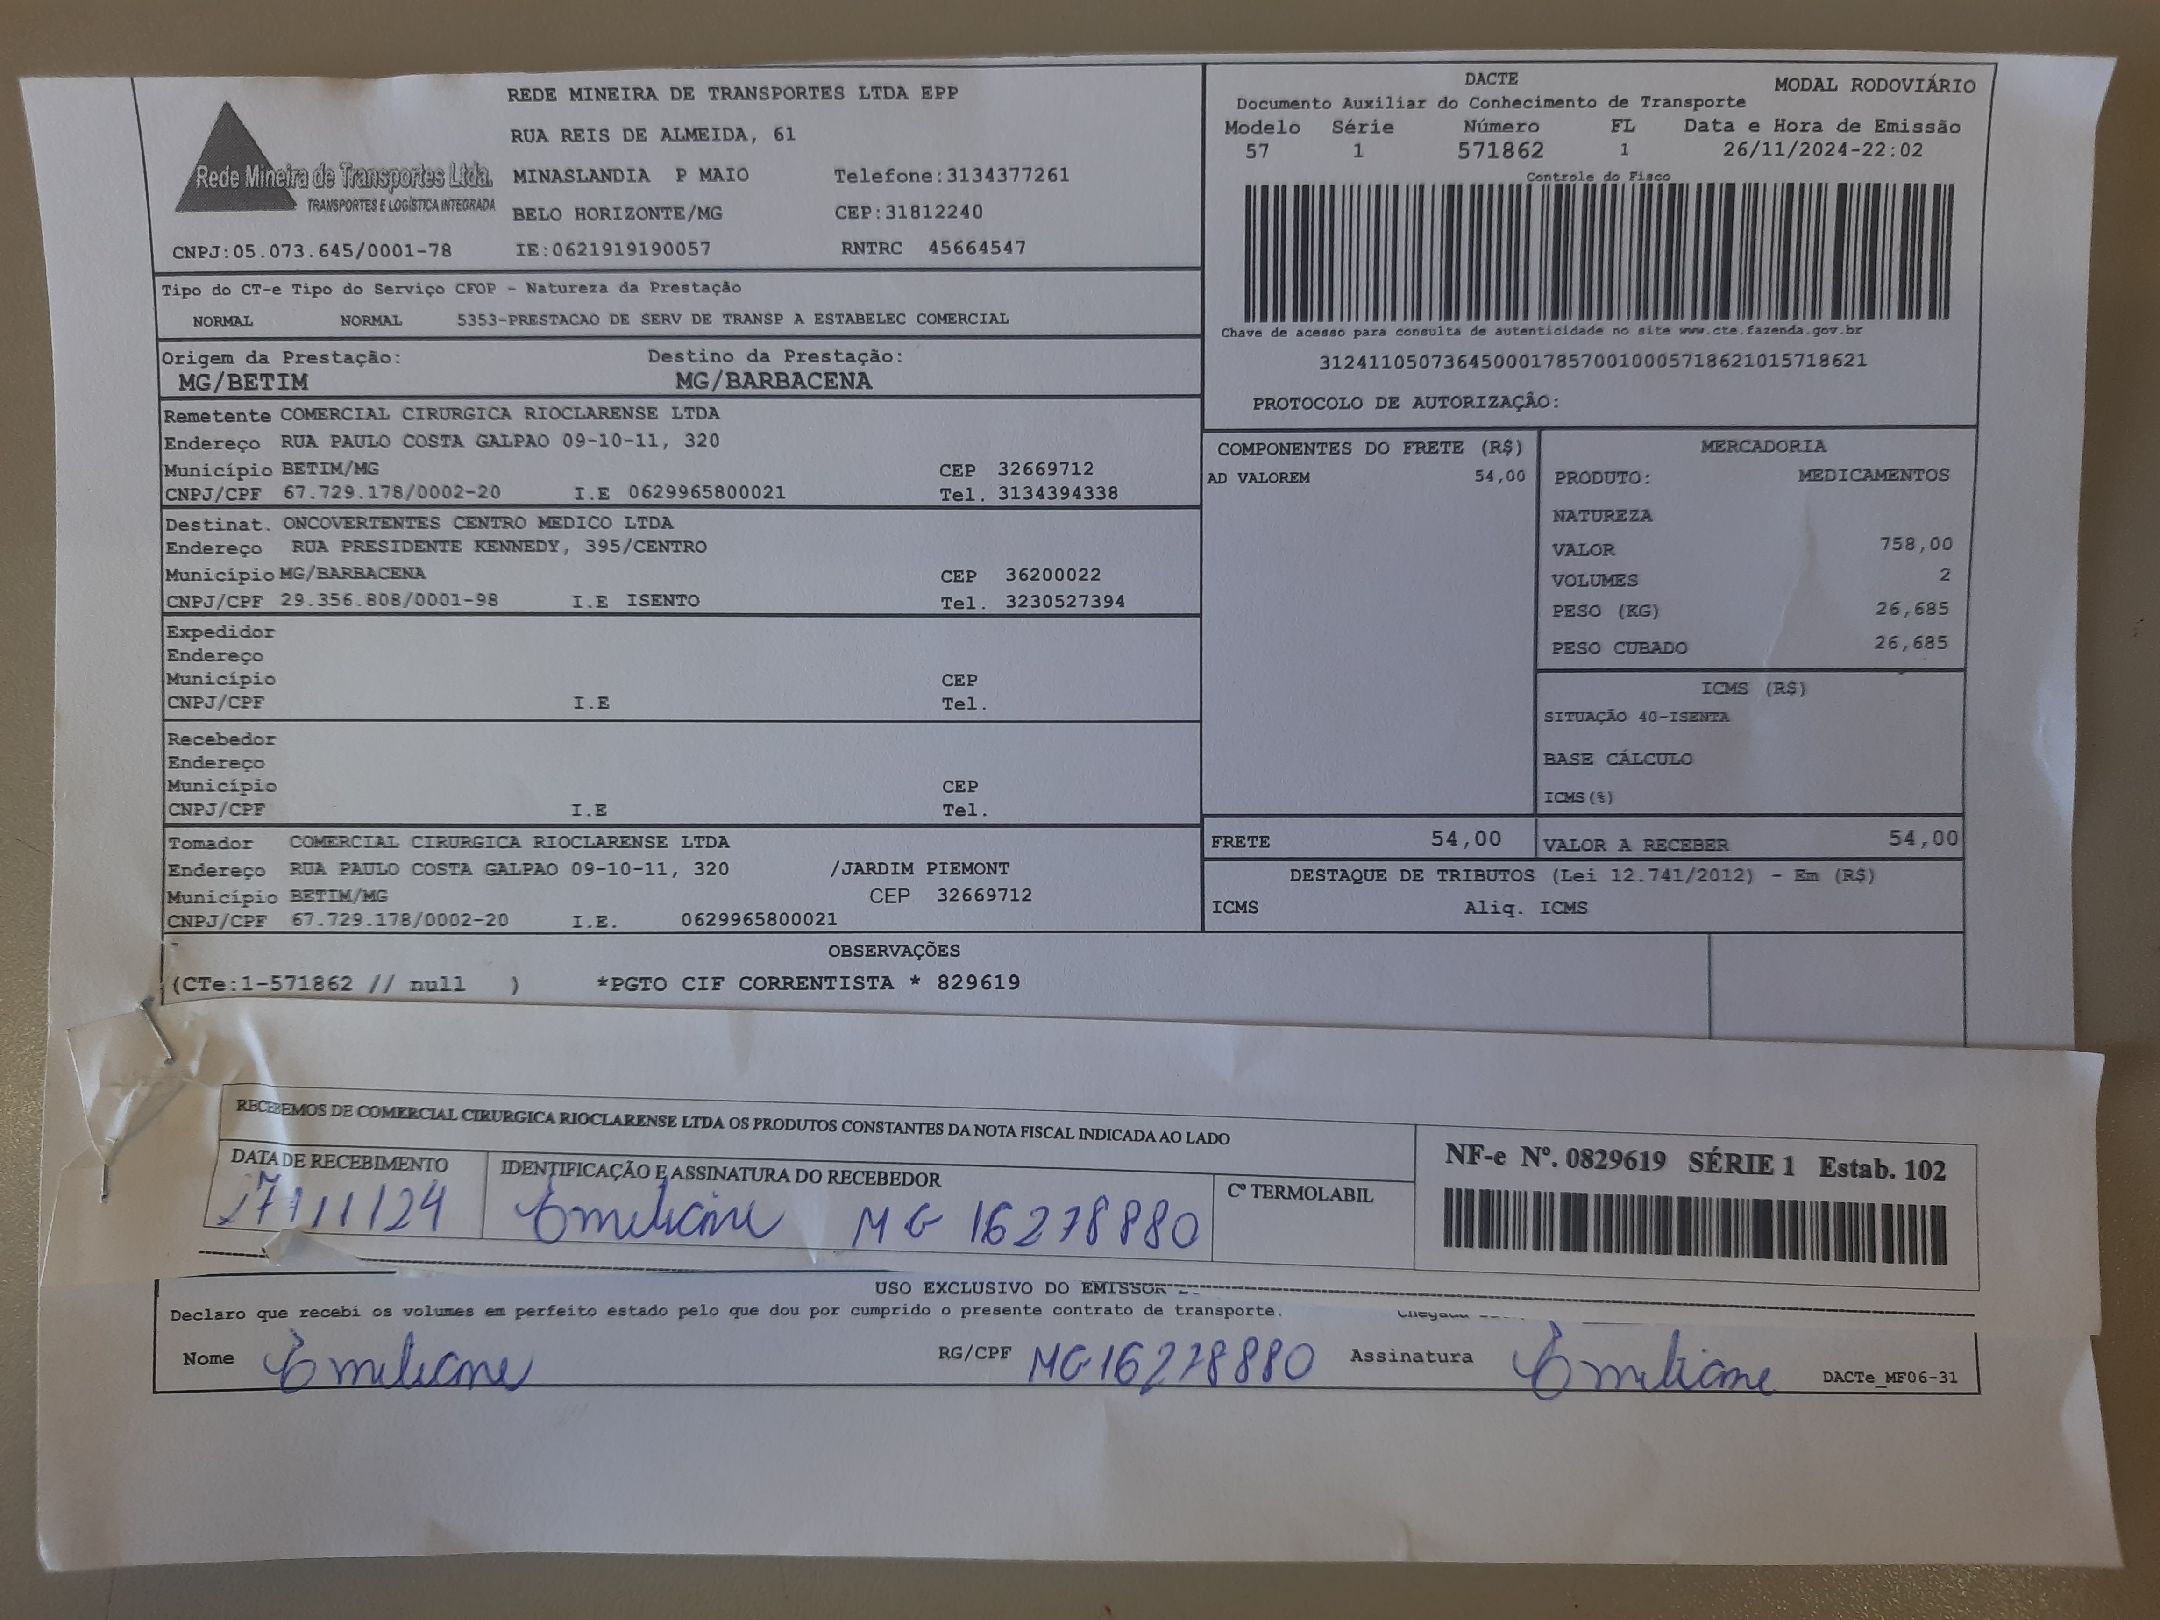 REDE MINEIRA DE TRANSPORTES LTDA EPP
RUA REIS DE ALMEIDA, 61
Rede Mineira de Transportes Ltda.
TRANSPORTES E LOGÍSTICA INTEGRADA
MINASLANDIA P MAIO Telefone:3134377261
BELO HORIZONTE/MG CEP:31812240
CNPJ:05.073.645/0001-78 IE:0621919190057 RNTRC 45664547
DACTE MODAL RODOVIÁRIO
Documento Auxiliar do Conhecimento de Transporte
Modelo Série Número FL Data e Hora de Emissão
57 1 571862 1 26/11/2024-22:02
Controle do Fisco
Chave de acesso para consulta de autenticidade no site www.cte.fazenda.gov.br
31241105073645000178570010005718621015718621
PROTOCOLO DE AUTORIZAÇÃO:
Tipo do CT-e Tipo do Serviço CFOP - Natureza da Prestação
NORMAL NORMAL 5353-PRESTACAO DE SERV DE TRANSP A ESTABELEC COMERCIAL
Origem da Prestação: Destino da Prestação:
MG/BETIM MG/BARBACENA
Remetente COMERCIAL CIRURGICA RIOCLARENSE LTDA
Endereço RUA PAULO COSTA GALPAO 09-10-11, 320
Município BETIM/MG CEP 32669712
CNPJ/CPF 67.729.178/0002-20 I.E 0629965800021 Tel. 3134394338
Destinat. ONCOVERTENTES CENTRO MEDICO LTDA
Endereço RUA PRESIDENTE KENNEDY, 395/CENTRO
Município MG/BARBACENA CEP 36200022
CNPJ/CPF 29.356.808/0001-98 I.E ISENTO Tel. 3230527394
Expedidor
Endereço
Município CEP
CNPJ/CPF I.E Tel.
Recebedor
Endereço
Município CEP
CNPJ/CPF I.E Tel.
Tomador COMERCIAL CIRURGICA RIOCLARENSE LTDA
Endereço RUA PAULO COSTA GALPAO 09-10-11, 320 /JARDIM PIEMONT
Município BETIM/MG CEP 32669712
CNPJ/CPF 67.729.178/0002-20 I.E. 0629965800021
COMPONENTES DO FRETE (R$)
AD VALOREM 54,00
MERCADORIA
PRODUTO: MEDICAMENTOS
NATUREZA
VALOR 758,00
VOLUMES 2
PESO (KG) 26,685
PESO CUBADO 26,685
ICMS (R$)
SITUAÇÃO 40-ISENTA
BASE CÁLCULO
ICMS(%)
FRETE 54,00 VALOR A RECEBER 54,00
DESTAQUE DE TRIBUTOS (Lei 12.741/2012) - Em (R$)
ICMS Aliq. ICMS
OBSERVAÇÕES
(CTe:1-571862 // null ) *PGTO CIF CORRENTISTA * 829619
RECEBEMOS DE COMERCIAL CIRURGICA RIOCLARENSE LTDA OS PRODUTOS CONSTANTES DA NOTA FISCAL INDICADA AO LADO
DATA DE RECEBIMENTO IDENTIFICAÇÃO E ASSINATURA DO RECEBEDOR Cº TERMOLABIL
27/11/24 Emiliane MG 16278880
NF-e Nº. 0829619 SÉRIE 1 Estab. 102
USO EXCLUSIVO DO EMISSOR
Declaro que recebi os volumes em perfeito estado pelo que dou por cumprido o presente contrato de transporte.
Nome Emiliane RG/CPF MG16278880 Assinatura Emiliane DACTe_MF06-31